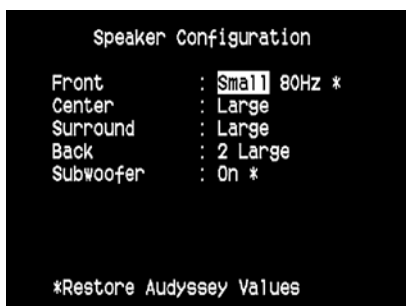 Speaker Configuration
Front : Small 80Hz *
Center : Large
Surround : Large
Back : 2 Large
Subwoofer : On *
*Restore Audyssey Values